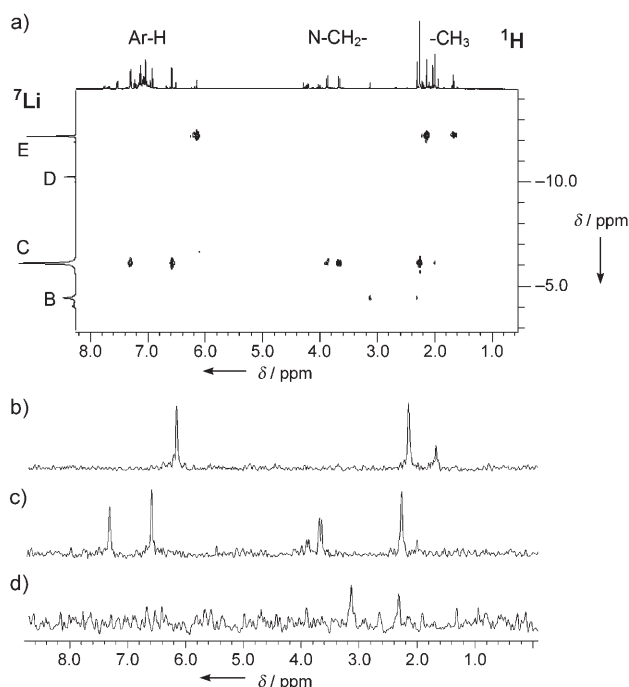 a)
Ar-H
N-CH₂-
-CH₃
¹H
⁷Li
E
D
C
B
–10.0
–5.0
δ / ppm
8.0 7.0 6.0 5.0 4.0 3.0 2.0 1.0
δ / ppm
b)
c)
d)
8.0 7.0 6.0 5.0 4.0 3.0 2.0 1.0
δ / ppm